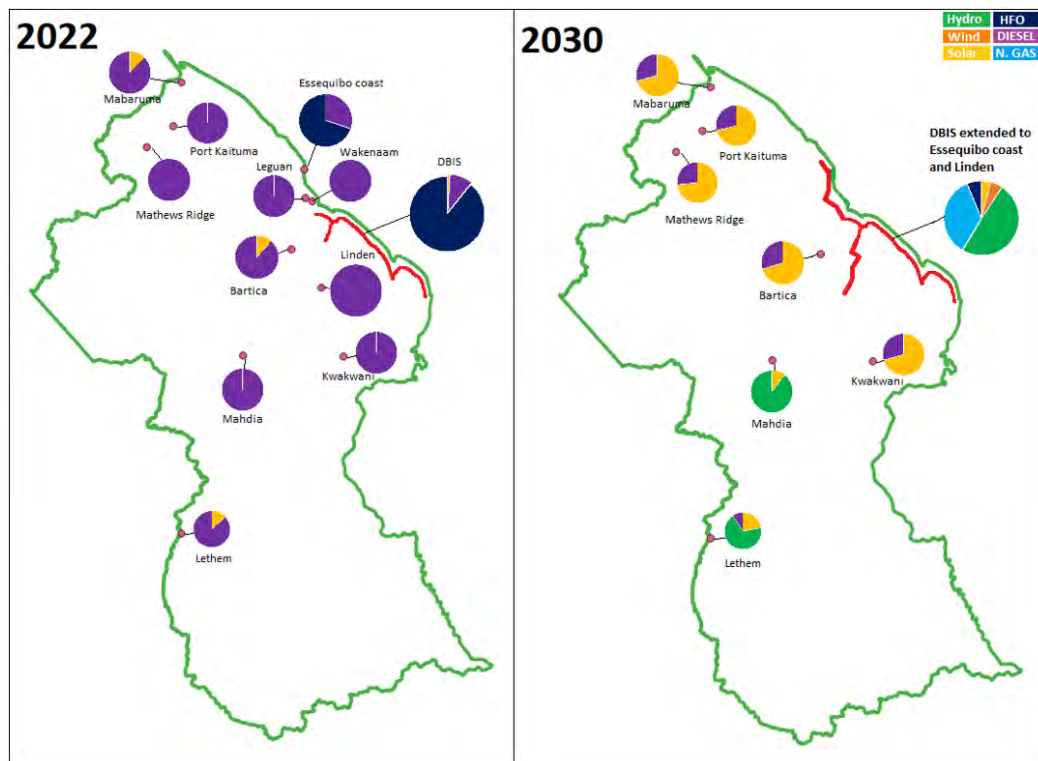 2022
Mabaruma
Port Kaituma
Mathews Ridge
Essequibo coast
Wakenaam
Leguan
DBIS
Bartica
Linden
Kwakwani
Mahdia
Lethem
2030
Hydro HFO
Wind DIESEL
Solar N. GAS
Mabaruma
Port Kaituma
Mathews Ridge
DBIS extended to
Essequibo coast
and Linden
Bartica
Kwakwani
Mahdia
Lethem